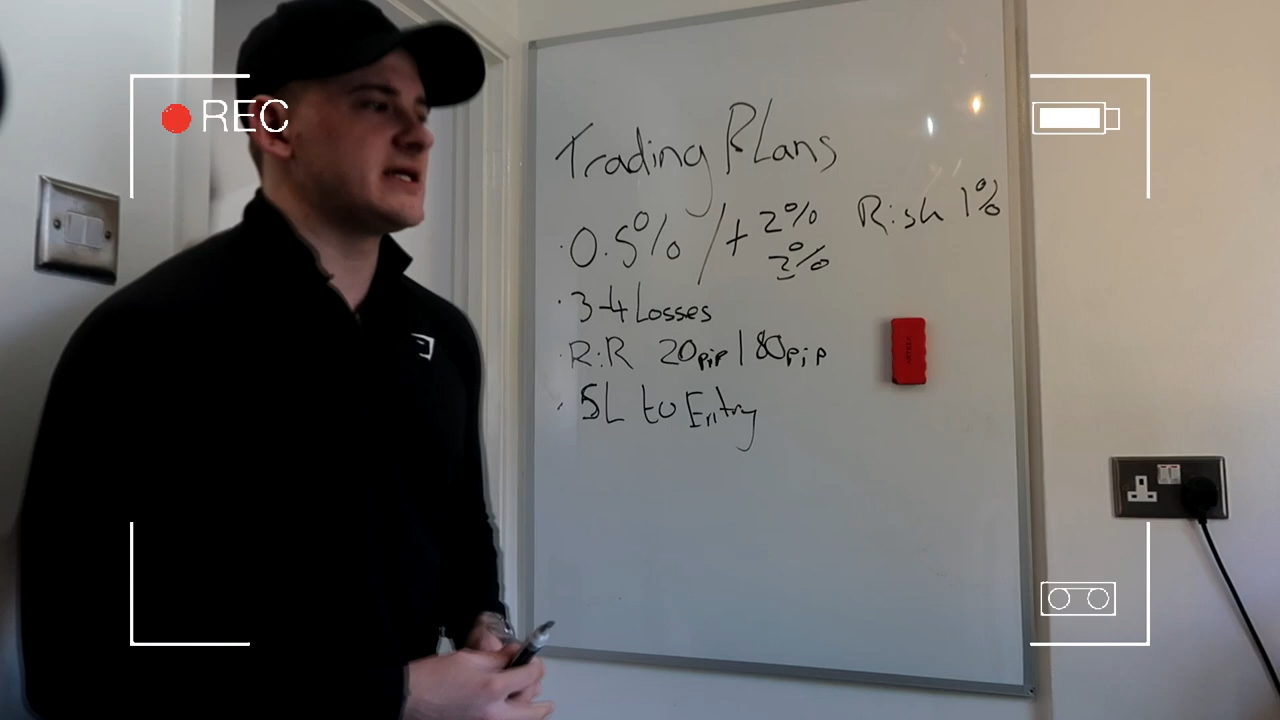 REC
Trading Plans
· 0.5% / + 2% Risk 1%
3%
· 3-4 Losses
· R:R 20pip | 80pip
· SL to Entry